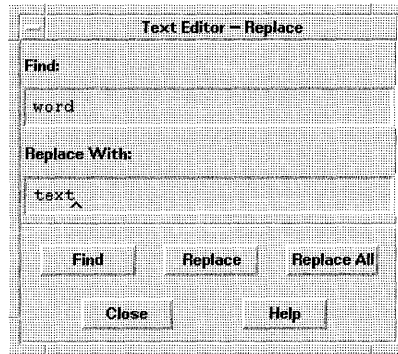 Text Editor — Replace
Find:
word
Replace With:
text
Find Replace Replace All
Close Help